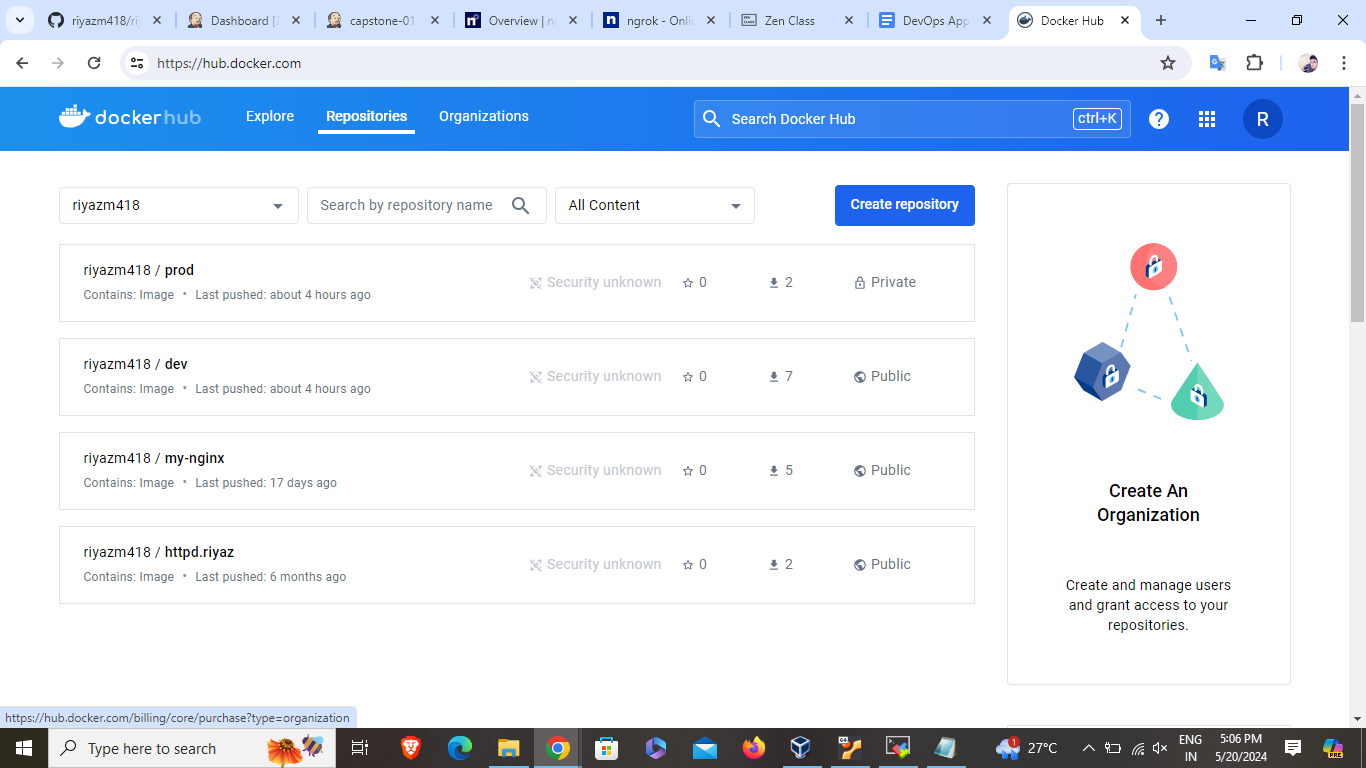 riyazm418/ri
Dashboard [
capstone-01
Overview | n
ngrok - Onli
Zen Class
DevOps App
Docker Hub
https://hub.docker.com
docker hub
Explore
Repositories
Organizations
Search Docker Hub
ctrl+K
R
riyazm418
Search by repository name
All Content
Create repository
riyazm418 / prod
Contains: Image • Last pushed: about 4 hours ago
Security unknown
0
2
Private
riyazm418 / dev
Contains: Image • Last pushed: about 4 hours ago
Security unknown
0
7
Public
riyazm418 / my-nginx
Contains: Image • Last pushed: 17 days ago
Security unknown
0
5
Public
riyazm418 / httpd.riyaz
Contains: Image • Last pushed: 6 months ago
Security unknown
0
2
Public
Create An
Organization
Create and manage users
and grant access to your
repositories.
https://hub.docker.com/billing/core/purchase?type=organization
Type here to search
1
27°C
ENG
IN
5:06 PM
5/20/2024
PRE